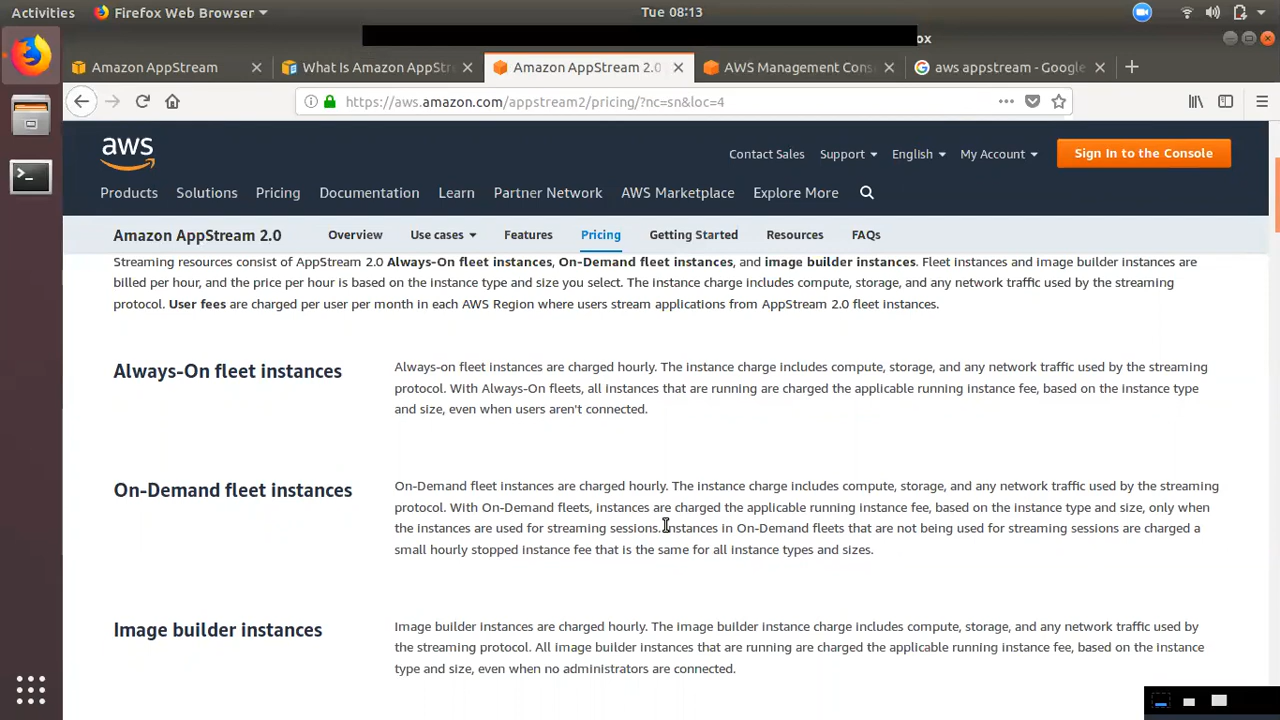 Activities
Firefox Web Browser
Tue 08:13
ox
Amazon AppStream
What Is Amazon AppStr
Amazon AppStream 2.0
AWS Management Cons
aws appstream - Google
https://aws.amazon.com/appstream2/pricing/?nc=sn&loc=4
aws
Contact Sales
Support
English
My Account
Sign In to the Console
Products
Solutions
Pricing
Documentation
Learn
Partner Network
AWS Marketplace
Explore More
Amazon AppStream 2.0
Overview
Use cases
Features
Pricing
Getting Started
Resources
FAQs
Streaming resources consist of AppStream 2.0 Always-On fleet instances, On-Demand fleet instances, and image builder instances. Fleet instances and image builder instances are
billed per hour, and the price per hour is based on the instance type and size you select. The instance charge includes compute, storage, and any network traffic used by the streaming
protocol. User fees are charged per user per month in each AWS Region where users stream applications from AppStream 2.0 fleet instances.
Always-On fleet instances
Always-on fleet instances are charged hourly. The instance charge includes compute, storage, and any network traffic used by the streaming
protocol. With Always-On fleets, all instances that are running are charged the applicable running instance fee, based on the instance type
and size, even when users aren't connected.
On-Demand fleet instances
On-Demand fleet instances are charged hourly. The instance charge includes compute, storage, and any network traffic used by the streaming
protocol. With On-Demand fleets, instances are charged the applicable running instance fee, based on the instance type and size, only when
the instances are used for streaming sessions. Instances in On-Demand fleets that are not being used for streaming sessions are charged a
small hourly stopped instance fee that is the same for all instance types and sizes.
Image builder instances
Image builder instances are charged hourly. The image builder instance charge includes compute, storage, and any network traffic used by
the streaming protocol. All image builder instances that are running are charged the applicable running instance fee, based on the instance
type and size, even when no administrators are connected.